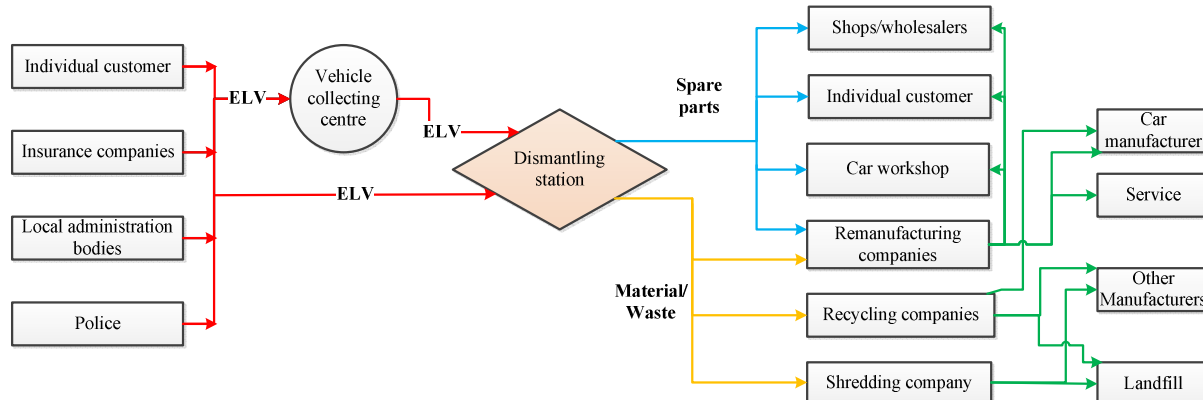 Individual customer
Insurance companies
Local administration
bodies
Police
ELV
Vehicle
collecting
centre
ELV
ELV
Dismantling
station
Spare
parts
Material/
Waste
Shops/wholesalers
Individual customer
Car workshop
Remanufacturing
companies
Recycling companies
Shredding company
Car
manufacturer
Service
Other
Manufacturers
Landfill